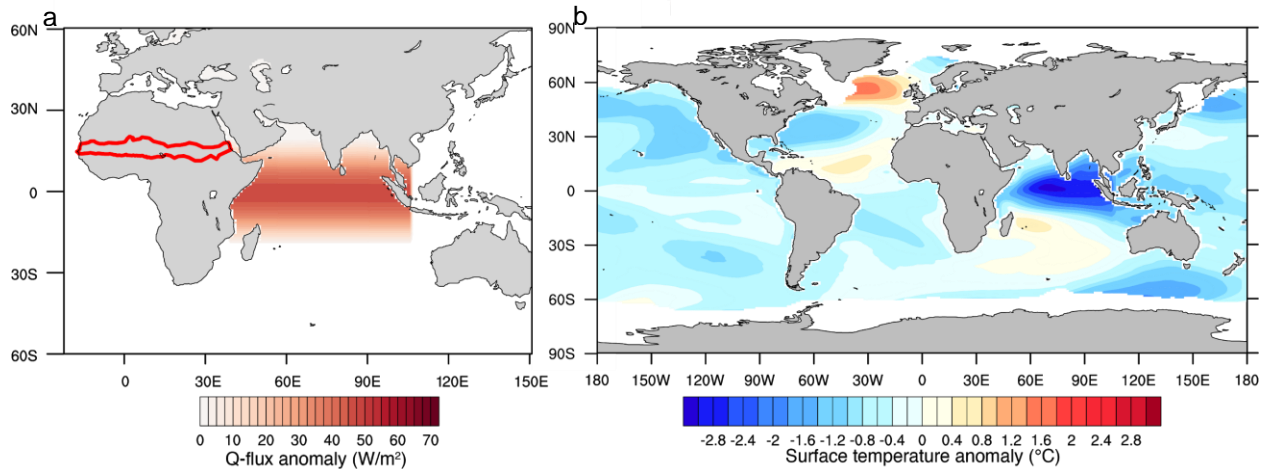 a
60N
30N
0
30S
60S
0 30E 60E 90E 120E 150E
0 10 20 30 40 50 60 70
Q-flux anomaly (W/m²)
b
90N
60N
30N
0
30S
60S
90S
180 150W 120W 90W 60W 30W 0 30E 60E 90E 120E 150E 180
-2.8 -2.4 -2 -1.6 -1.2 -0.8 -0.4 0 0.4 0.8 1.2 1.6 2 2.4 2.8
Surface temperature anomaly (°C)